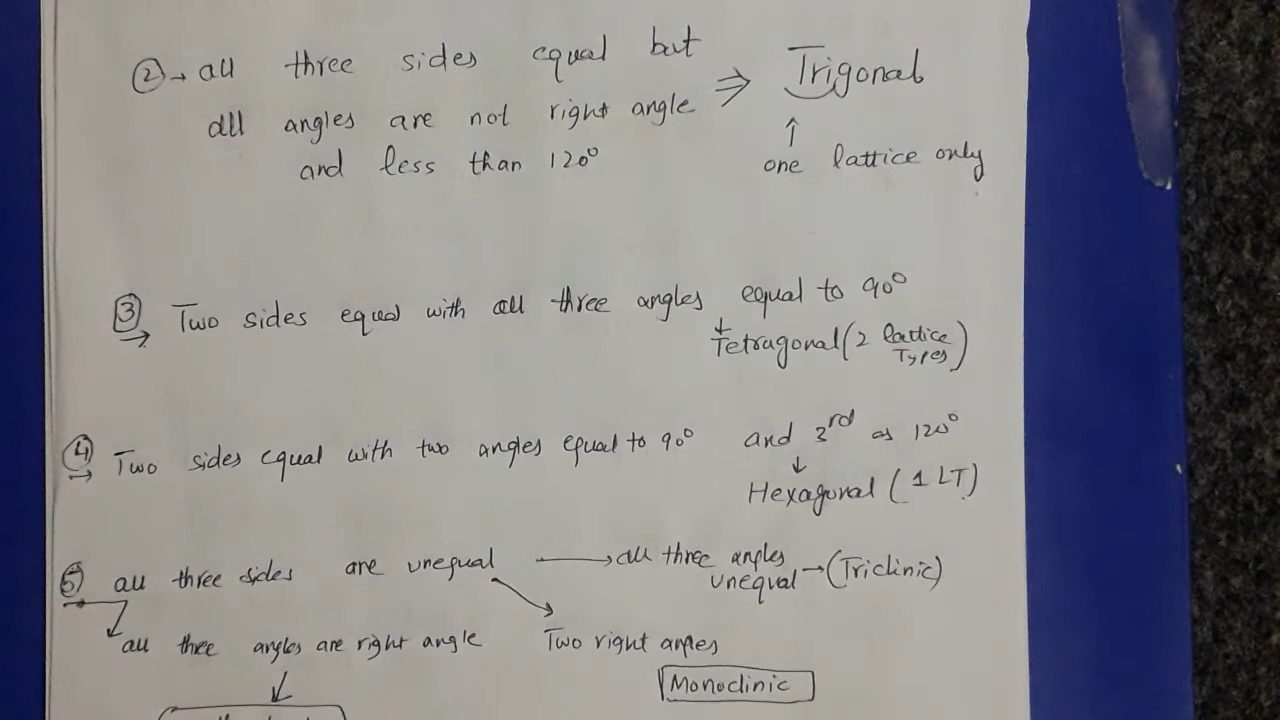 ② → all three sides equal but
all angles are not right angle
and less than 120°
⇒ Trigonal
↑
one lattice only
③ Two sides equal with all three angles equal to 90°
↓
Tetragonal (2 lattice Types)
④ Two sides equal with two angles equal to 90° and 3rd as 120°
↓
Hexagonal (1 LT)
⑤ all three sides are unequal → all three angles unequal → (Triclinic)
all three angles are right angle
Two right angles
Monoclinic